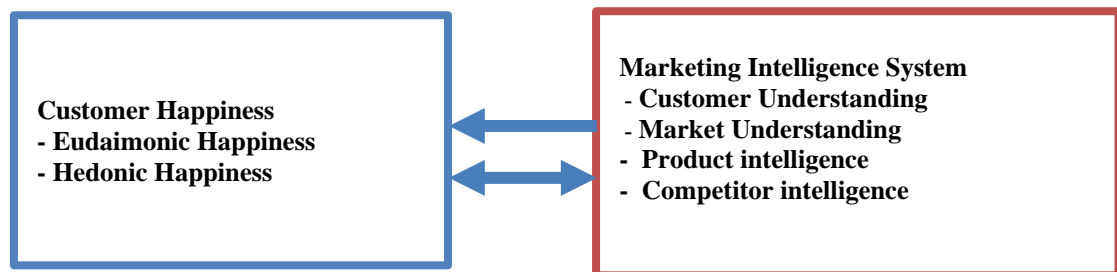 Customer Happiness
- Eudaimonic Happiness
- Hedonic Happiness
Marketing Intelligence System
- Customer Understanding
- Market Understanding
- Product intelligence
- Competitor intelligence